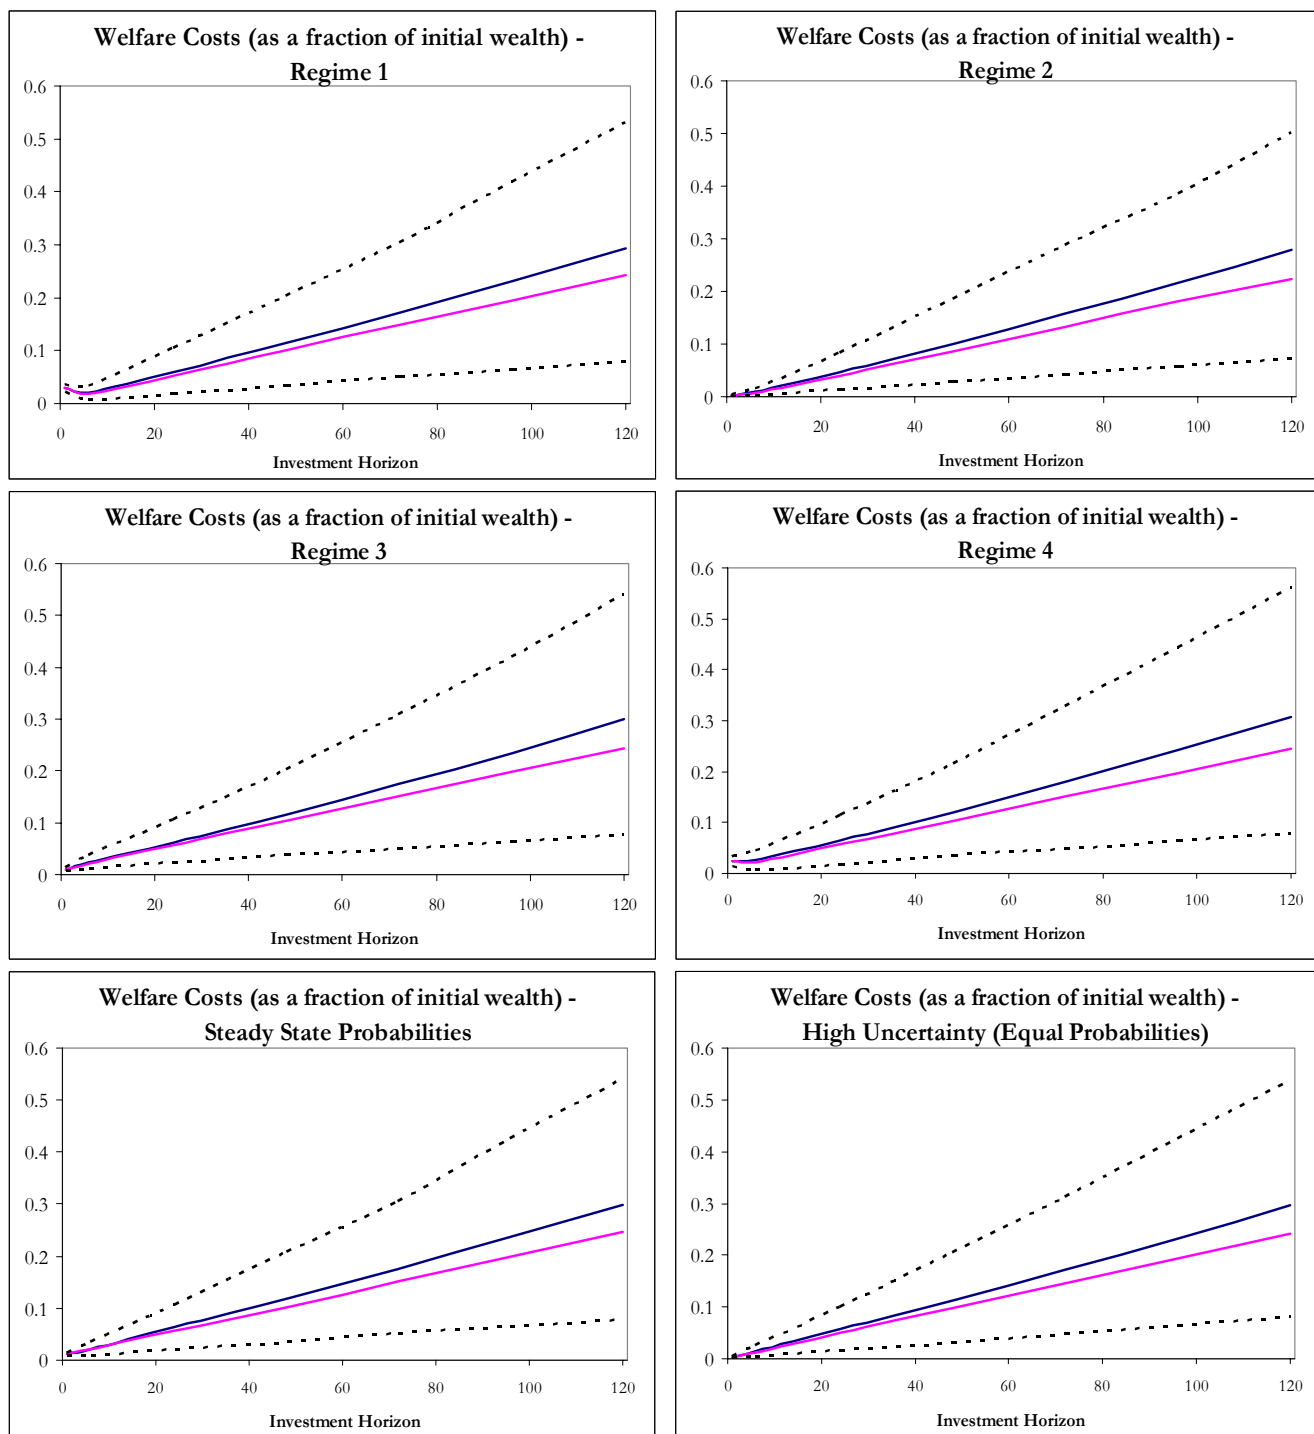 Welfare Costs (as a fraction of initial wealth) -
Regime 1
0.6
0.5
0.4
0.3
0.2
0.1
0
0 20 40 60 80 100 120
Investment Horizon
Welfare Costs (as a fraction of initial wealth) -
Regime 2
0.6
0.5
0.4
0.3
0.2
0.1
0
0 20 40 60 80 100 120
Investment Horizon
Welfare Costs (as a fraction of initial wealth) -
Regime 3
0.6
0.5
0.4
0.3
0.2
0.1
0
0 20 40 60 80 100 120
Investment Horizon
Welfare Costs (as a fraction of initial wealth) -
Regime 4
0.6
0.5
0.4
0.3
0.2
0.1
0
0 20 40 60 80 100 120
Investment Horizon
Welfare Costs (as a fraction of initial wealth) -
Steady State Probabilities
0.6
0.5
0.4
0.3
0.2
0.1
0
0 20 40 60 80 100 120
Investment Horizon
Welfare Costs (as a fraction of initial wealth) -
High Uncertainty (Equal Probabilities)
0.6
0.5
0.4
0.3
0.2
0.1
0
0 20 40 60 80 100 120
Investment Horizon